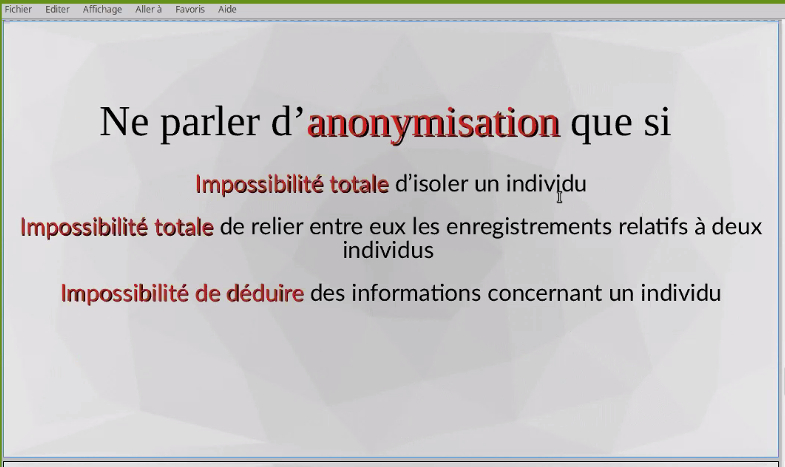 Fichier Editer Affichage Aller à Favoris Aide
Ne parler d’anonymisation que si
Impossibilité totale d’isoler un individu
Impossibilité totale de relier entre eux les enregistrements relatifs à deux
individus
Impossibilité de déduire des informations concernant un individu